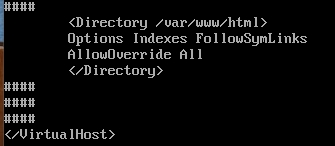 ####
<Directory /var/www/html>
Options Indexes FollowSymLinks
AllowOverride All
</Directory>
####
####
####
</VirtualHost>